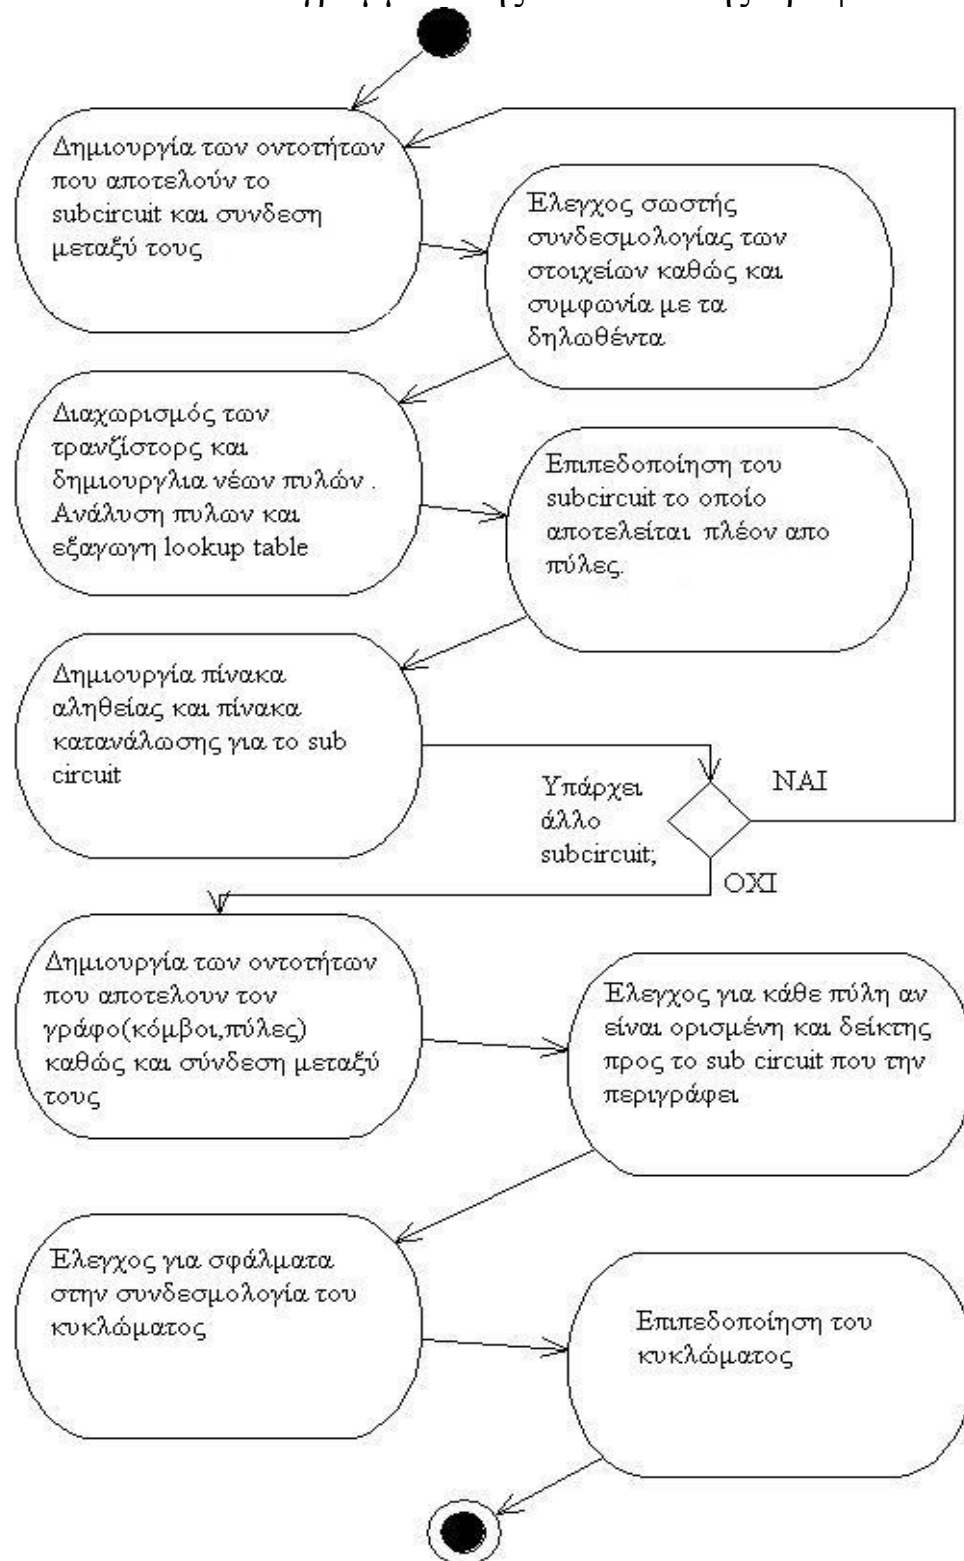 Δημιουργία των οντοτήτων
που αποτελούν το
subcircuit και συνδεση
μεταξύ τους
Ελεγχος σωστής
συνδεσμολογίας των
στοιχείων καθώς και
συμφωνία με τα
δηλωθέντα
Διαχωρισμός των
τρανζίστορς και
δημιουργλια νέων πυλών .
Ανάλυση πυλων και
εξαγωγη lookup table
Επιπεδοποίηση του
subcircuit το οποίο
αποτελείται πλέον απο
πύλες.
Δημιουργία πίνακα
αληθείας και πίνακα
κατανάλωσης για το sub
circuit
Υπάρχει
άλλο
subcircuit;
ΝΑΙ
ΟΧΙ
Δημιουργία των οντοτήτων
που αποτελουν τον
γράφο(κόμβοι,πύλες)
καθώς και σύνδεση μεταξύ
τους
Ελεγχος για κάθε πύλη αν
είναι ορισμένη και δείκτης
προς το sub circuit που την
περιγράφει
Ελεγχος για σφάλματα
στην συνδεσμολογία του
κυκλώματος
Επιπεδοποίηση του
κυκλώματος